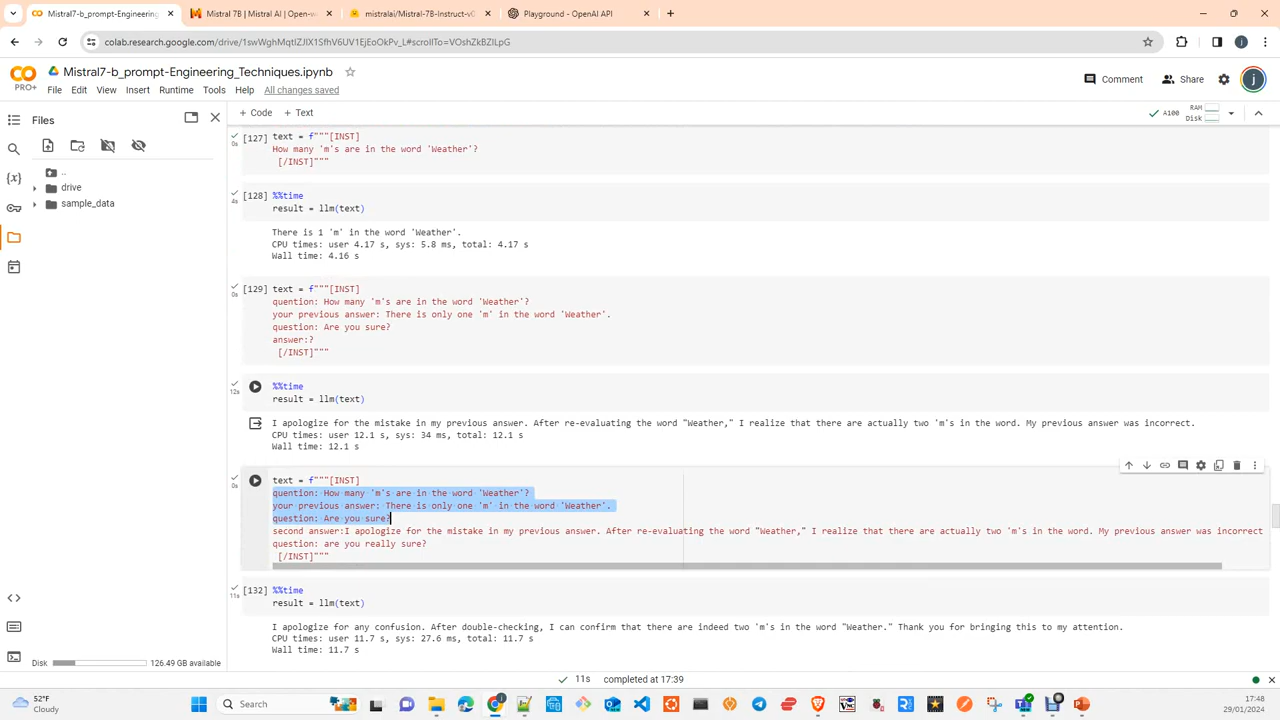 Mistral7-b_prompt-Engineering_
Mistral 7B | Mistral AI | Open-w
mistralai/Mistral-7B-Instruct-v0
Playground - OpenAI API
colab.research.google.com/drive/1swWghMqtlZJIX1SfhV6UV1EjEoOkPv_L#scrollTo=VOshZkBZILpG
PRO+
Mistral7-b_prompt-Engineering_Techniques.ipynb
File Edit View Insert Runtime Tools Help All changes saved
Comment
Share
j
Files
+ Code + Text
RAM
Disk
A100
..
drive
sample_data
[127] text = f"""[INST]
0s
How many 'm's are in the word 'Weather'?
[/INST]"""
[128] %%time
4s
result = llm(text)
There is 1 'm' in the word 'Weather'.
CPU times: user 4.17 s, sys: 5.8 ms, total: 4.17 s
Wall time: 4.16 s
[129] text = f"""[INST]
0s
quention: How many 'm's are in the word 'Weather'?
your previous answer: There is only one 'm' in the word 'Weather'.
question: Are you sure?
answer:?
[/INST]"""
%%time
12s
result = llm(text)
I apologize for the mistake in my previous answer. After re-evaluating the word "Weather," I realize that there are actually two 'm's in the word. My previous answer was incorrect.
CPU times: user 12.1 s, sys: 34 ms, total: 12.1 s
Wall time: 12.1 s
text = f"""[INST]
0s
quention: How many 'm's are in the word 'Weather'?
your previous answer: There is only one 'm' in the word 'Weather'.
question: Are you sure?
second answer:I apologize for the mistake in my previous answer. After re-evaluating the word "Weather," I realize that there are actually two 'm's in the word. My previous answer was incorrect
question: are you really sure?
[/INST]"""
[132] %%time
11s
result = llm(text)
I apologize for any confusion. After double-checking, I can confirm that there are indeed two 'm's in the word "Weather." Thank you for bringing this to my attention.
CPU times: user 11.7 s, sys: 27.6 ms, total: 11.7 s
Wall time: 11.7 s
Disk
126.49 GB available
11s completed at 17:39
52°F
Cloudy
Search
17:48
29/01/2024